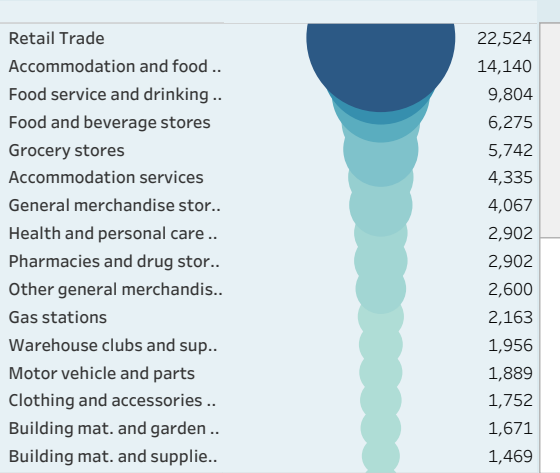 Retail Trade 22,524
Accommodation and food .. 14,140
Food service and drinking .. 9,804
Food and beverage stores 6,275
Grocery stores 5,742
Accommodation services 4,335
General merchandise stor.. 4,067
Health and personal care .. 2,902
Pharmacies and drug stor.. 2,902
Other general merchandis.. 2,600
Gas stations 2,163
Warehouse clubs and sup.. 1,956
Motor vehicle and parts 1,889
Clothing and accessories .. 1,752
Building mat. and garden .. 1,671
Building mat. and supplie.. 1,469